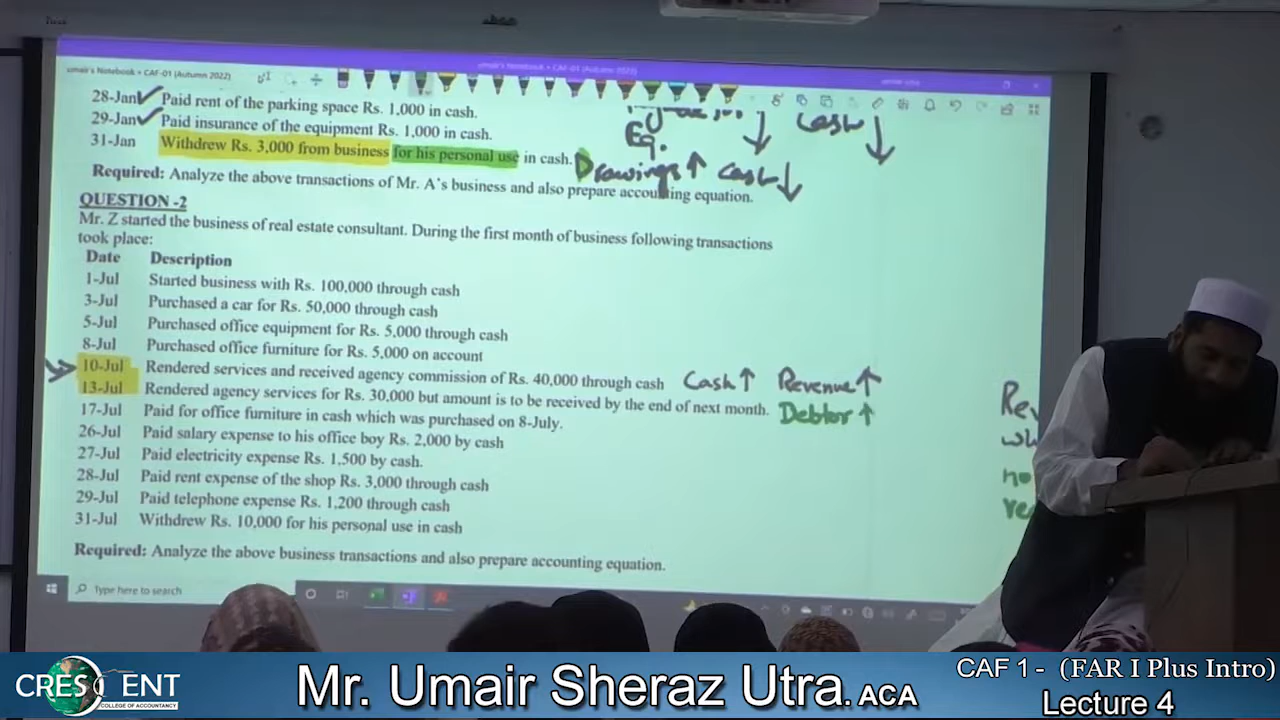 umair's Notebook + CAF-01 (Autumn 2022)
28-Jan Paid rent of the parking space Rs. 1,000 in cash.
29-Jan Paid insurance of the equipment Rs. 1,000 in cash. Eq. cash ↓
31-Jan Withdrew Rs. 3,000 from business for his personal use in cash. Drawings ↑ cash ↓
Required: Analyze the above transactions of Mr. A's business and also prepare accounting equation.
QUESTION -2
Mr. Z started the business of real estate consultant. During the first month of business following transactions
took place:
Date Description
1-Jul Started business with Rs. 100,000 through cash
3-Jul Purchased a car for Rs. 50,000 through cash
5-Jul Purchased office equipment for Rs. 5,000 through cash
8-Jul Purchased office furniture for Rs. 5,000 on account
10-Jul Rendered services and received agency commission of Rs. 40,000 through cash Cash ↑ Revenue ↑
13-Jul Rendered agency services for Rs. 30,000 but amount is to be received by the end of next month. Debtor ↑
17-Jul Paid for office furniture in cash which was purchased on 8-July.
26-Jul Paid salary expense to his office boy Rs. 2,000 by cash
27-Jul Paid electricity expense Rs. 1,500 by cash.
28-Jul Paid rent expense of the shop Rs. 3,000 through cash
29-Jul Paid telephone expense Rs. 1,200 through cash
31-Jul Withdrew Rs. 10,000 for his personal use in cash
Required: Analyze the above business transactions and also prepare accounting equation.
Type here to search
CRESCENT
COLLEGE OF ACCOUNTANCY
Mr. Umair Sheraz Utra. ACA
CAF 1 - (FAR I Plus Intro)
Lecture 4